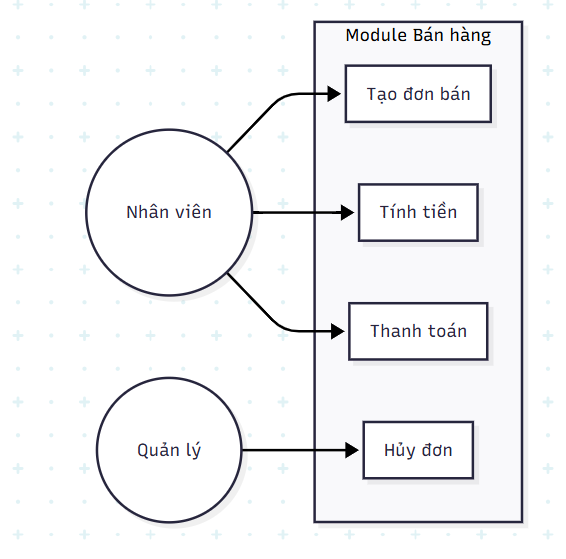 Module Bán hàng
Tạo đơn bán
Nhân viên
Tính tiền
Thanh toán
Quản lý
Hủy đơn